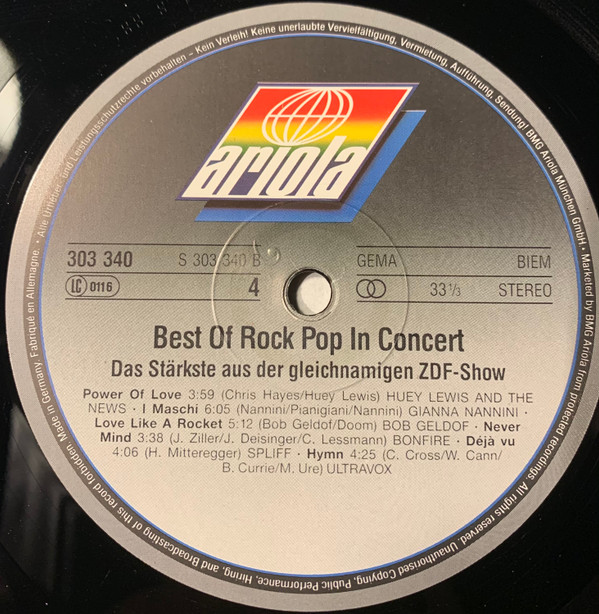 • Alle Urheber- und Leistungsschutzrechte vorbehalten – Kein Verleih! Keine unerlaubte Vervielfältigung, Vermietung, Aufführung, Sendung! BMG Ariola München GmbH • Marketed by BMG Ariola
from protected recordings. All rights reserved. Unauthorised Copying, Public Performance, Hiring, and Broadcasting of this record forbidden. Made in Germany. Fabriqué en Allemagne.
ariola
303 340 S 303 340 B GEMA BIEM
LC 0116 4 33 1/3 STEREO
Best Of Rock Pop In Concert
Das Stärkste aus der gleichnamigen ZDF-Show
Power Of Love 3:59 (Chris Hayes/Huey Lewis) HUEY LEWIS AND THE
NEWS · I Maschi 6:05 (Nannini/Pianigiani/Nannini) GIANNA NANNINI ·
Love Like A Rocket 5:12 (Bob Geldof/Doom) BOB GELDOF · Never
Mind 3:38 (J. Ziller/J. Deisinger/C. Lessmann) BONFIRE · Déjà vu
4:06 (H. Mitteregger) SPLIFF · Hymn 4:25 (C. Cross/W. Cann/
B. Currie/M. Ure) ULTRAVOX